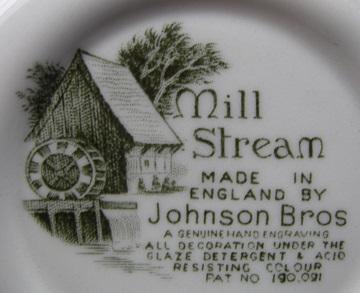 Mill
Stream
MADE IN
ENGLAND BY
Johnson Bros
A GENUINE HAND ENGRAVING
ALL DECORATION UNDER THE
GLAZE DETERGENT & ACID
RESISTING COLOUR
PAT NO 190,091